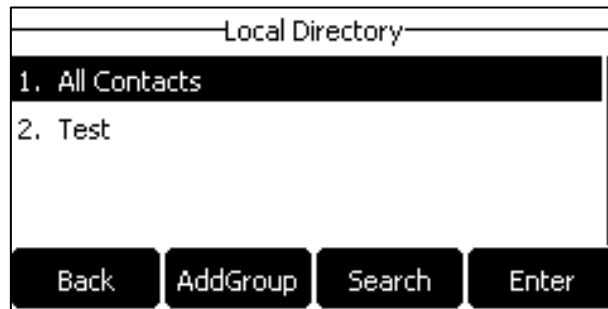 Local Directory
1. All Contacts
2. Test
Back AddGroup Search Enter